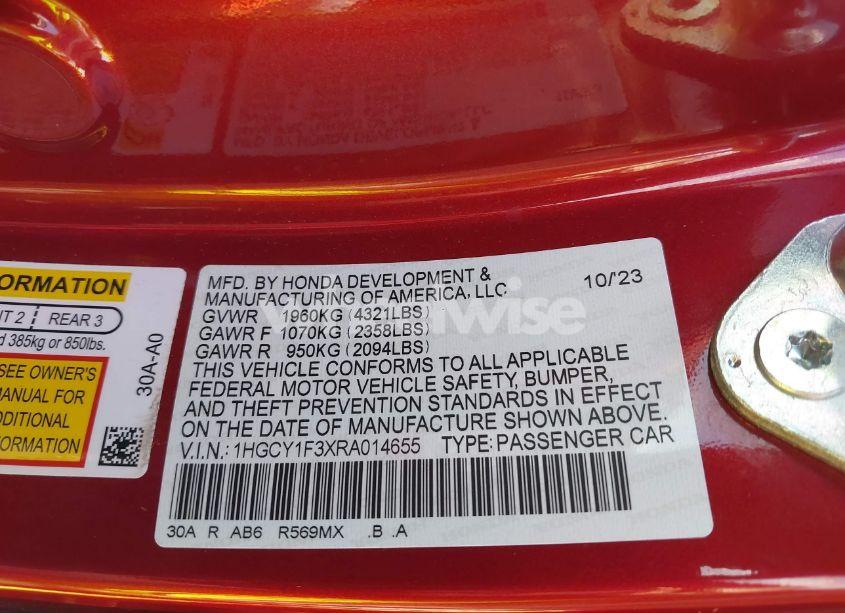 ORMATION
T 2 REAR 3
d 385kg or 850lbs.
SEE OWNER'S
MANUAL FOR
DDITIONAL
FORMATION
30A-A0
MFD. BY HONDA DEVELOPMENT & 10/'23
MANUFACTURING OF AMERICA, LLC
GVWR 1960KG (4321LBS)
GAWR F 1070KG (2358LBS)
GAWR R 950KG (2094LBS)
THIS VEHICLE CONFORMS TO ALL APPLICABLE
FEDERAL MOTOR VEHICLE SAFETY, BUMPER,
AND THEFT PREVENTION STANDARDS IN EFFECT
ON THE DATE OF MANUFACTURE SHOWN ABOVE.
V.I.N.: 1HGCY1F3XRA014655 TYPE: PASSENGER CAR
30A R AB6 R569MX .B .A